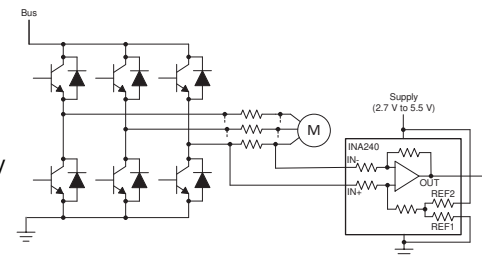 Bus
Supply
(2.7 V to 5.5 V)
M
INA240
IN-
IN+
OUT
REF2
REF1